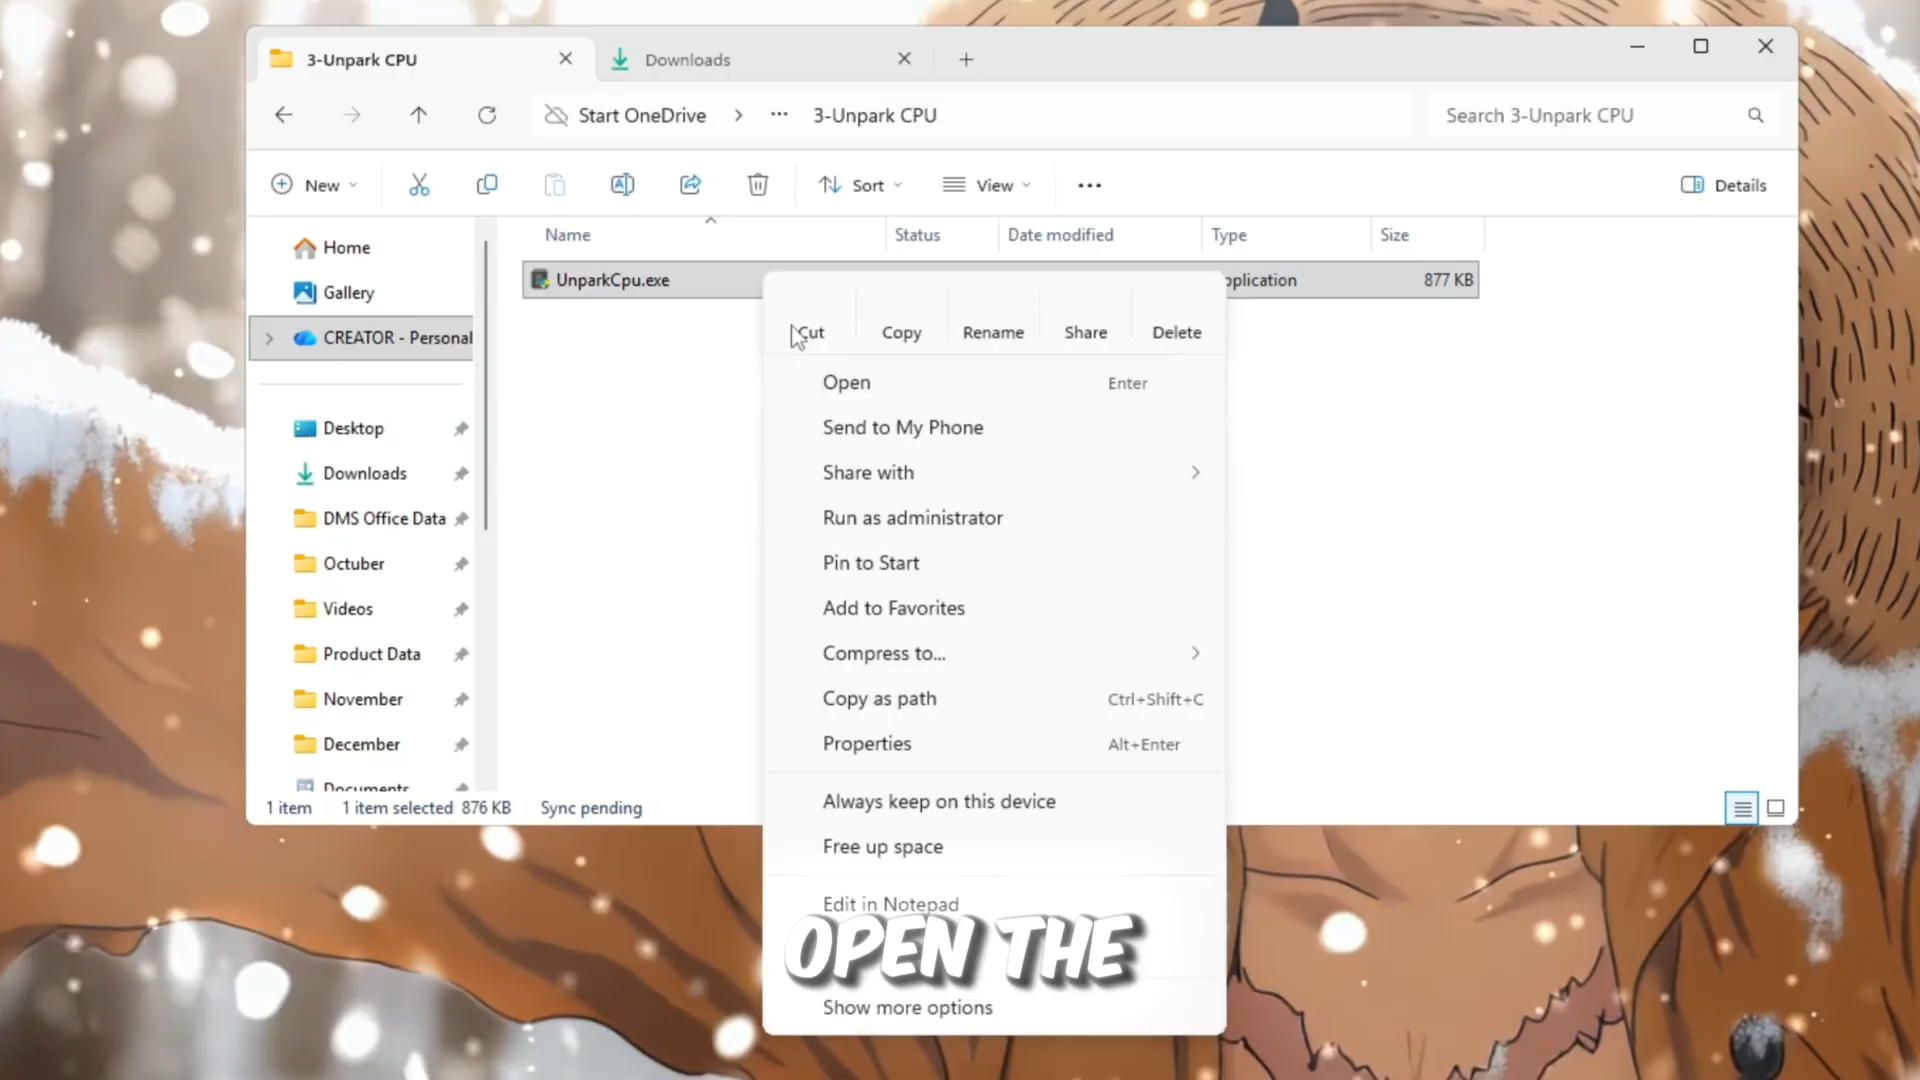 3-Unpark CPU
Downloads
Start OneDrive > ... 3-Unpark CPU
Search 3-Unpark CPU
New
Sort
View
...
Details
Name
Status
Date modified
Type
Size
UnparkCpu.exe
pplication
877 KB
Home
Gallery
CREATOR - Personal
Desktop
Downloads
DMS Office Data
Octuber
Videos
Product Data
November
December
Documents
Cut
Copy
Rename
Share
Delete
Open Enter
Send to My Phone
Share with
Run as administrator
Pin to Start
Add to Favorites
Compress to...
Copy as path Ctrl+Shift+C
Properties Alt+Enter
Always keep on this device
Free up space
Edit in Notepad
OPEN THE
Show more options
1 item
1 item selected 876 KB
Sync pending